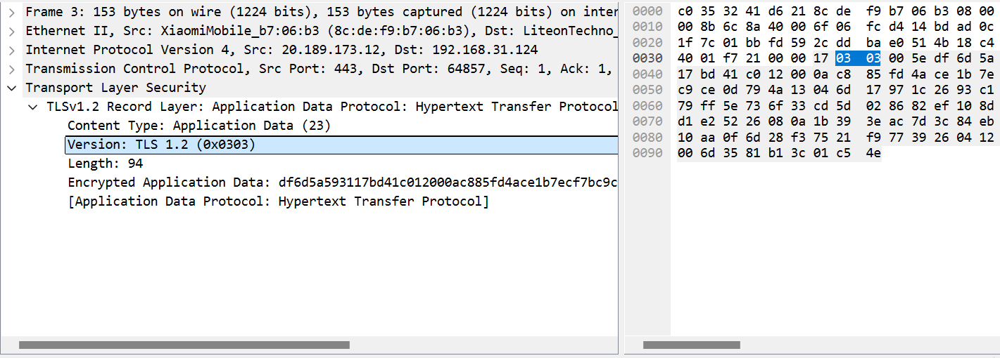 Frame 3: 153 bytes on wire (1224 bits), 153 bytes captured (1224 bits) on inter
Ethernet II, Src: XiaomiMobile_b7:06:b3 (8c:de:f9:b7:06:b3), Dst: LiteonTechno_
Internet Protocol Version 4, Src: 20.189.173.12, Dst: 192.168.31.124
Transmission Control Protocol, Src Port: 443, Dst Port: 64857, Seq: 1, Ack: 1,
Transport Layer Security
TLSv1.2 Record Layer: Application Data Protocol: Hypertext Transfer Protocol
Content Type: Application Data (23)
Version: TLS 1.2 (0x0303)
Length: 94
Encrypted Application Data: df6d5a593117bd41c012000ac885fd4ace1b7ecf7bc9c
[Application Data Protocol: Hypertext Transfer Protocol]
0000 c0 35 32 41 d6 21 8c de f9 b7 06 b3 08 00
0010 00 8b 6c 8a 40 00 6f 06 fc d4 14 bd ad 0c
0020 1f 7c 01 bb fd 59 2c dd ba e0 51 4b 18 c4
0030 40 01 f7 21 00 00 17 03 03 00 5e df 6d 5a
0040 17 bd 41 c0 12 00 0a c8 85 fd 4a ce 1b 7e
0050 c9 ce 0d 79 4a 13 04 6d 17 97 1c 26 93 c1
0060 79 ff 5e 73 6f 33 cd 5d 02 86 82 ef 10 8d
0070 d1 e2 52 26 08 0a 1b 39 3e ac 7d 3c 84 eb
0080 10 aa 0f 6d 28 f3 75 21 f9 77 39 26 04 12
0090 00 6d 35 81 b1 3c 01 c5 4e